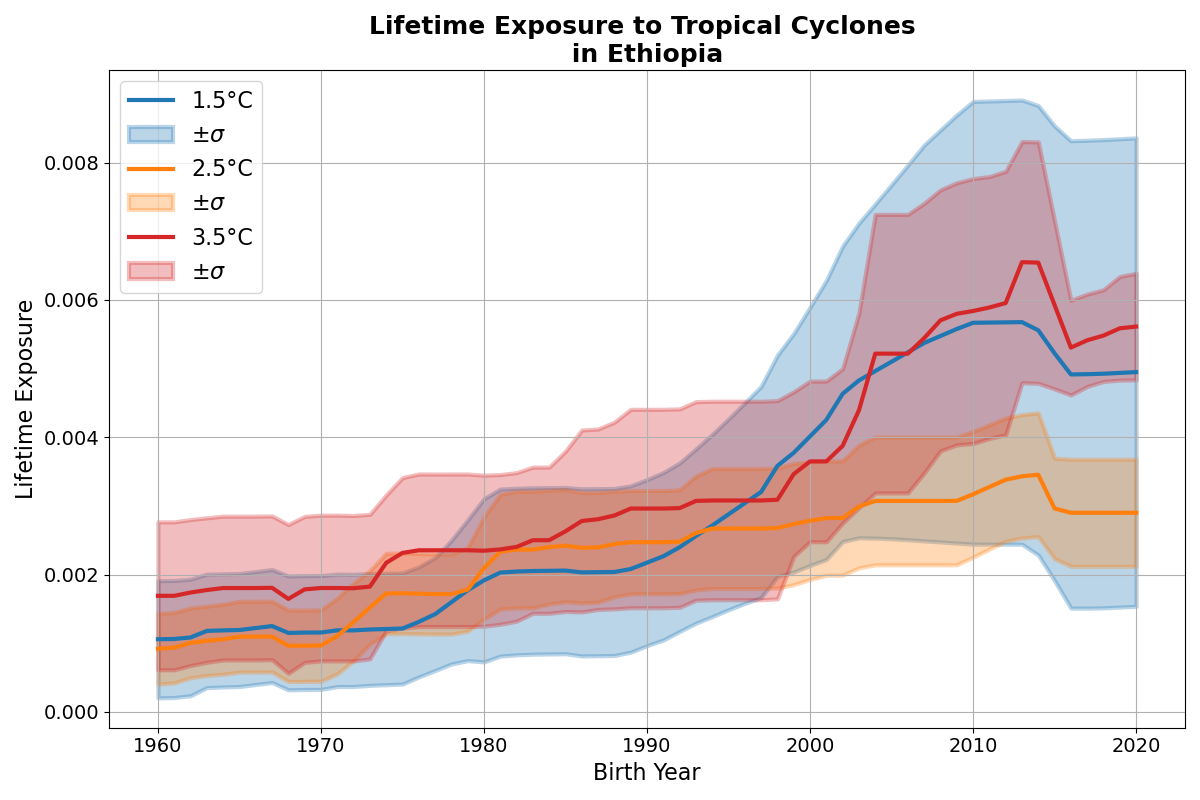 Lifetime Exposure to Tropical Cyclones
in Ethiopia
1.5°C
±σ
2.5°C
±σ
3.5°C
±σ
Lifetime Exposure
0.008
0.006
0.004
0.002
0.000
1960 1970 1980 1990 2000 2010 2020
Birth Year